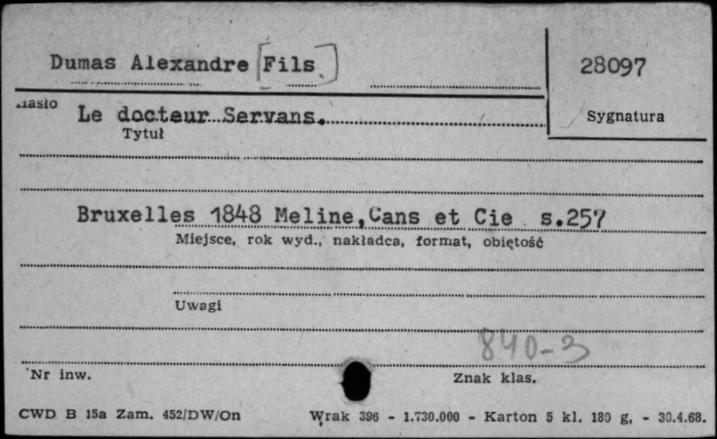 Dumas Alexandre [Fils]
28097
Hasło
Le docteur Servans.
Sygnatura
Tytuł
Bruxelles 1848 Meline,Cans et Cie s.257
Miejsce, rok wyd., nakładca, format, obiętość
Uwagi
840-3
Nr inw.
Znak klas.
CWD B 15a Zam. 452/DW/On
Wrak 396 - 1.730.000 - Karton 5 kl. 180 g, - 30.4.68.